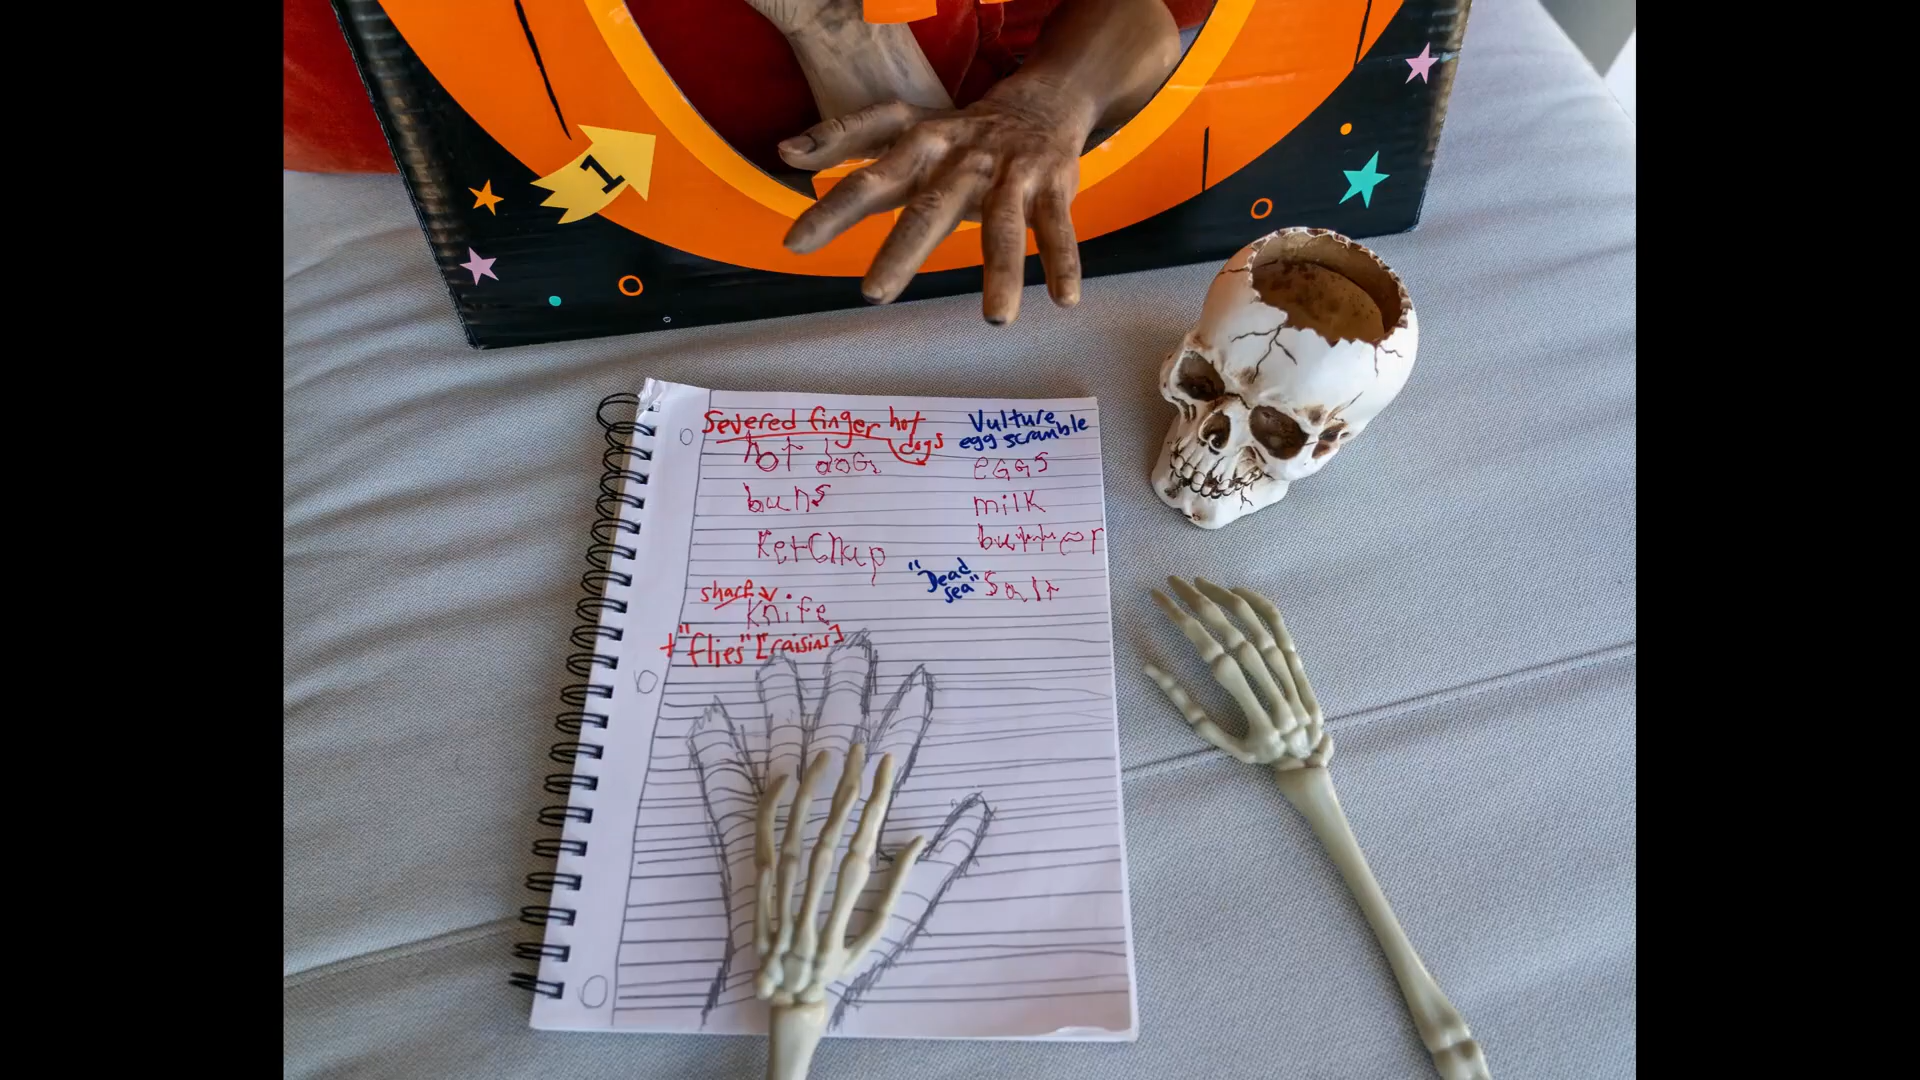 1
Severed finger hot
dogs
hot dog
buns
KetChup
sharp
knife
+ "flies" [raisins]
Vulture
egg scramble
eGGS
milk
butter
"Dead
sea" Salt